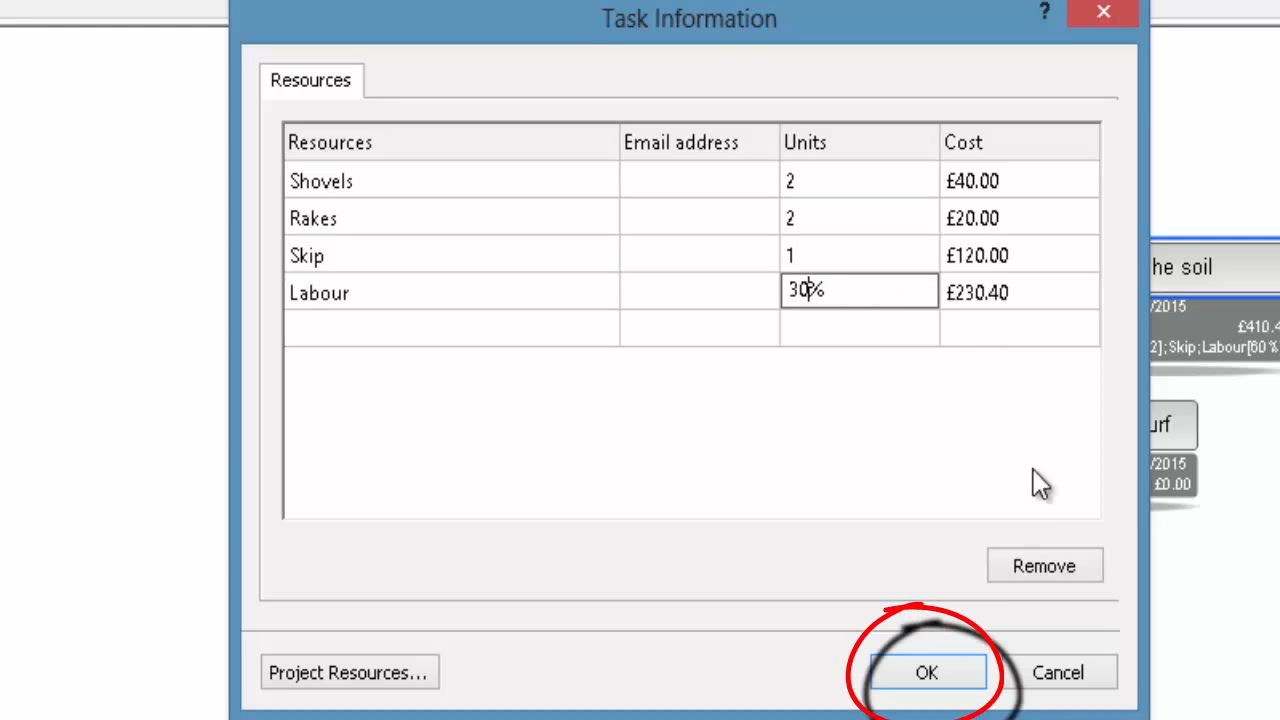 Task Information
?
Resources
Resources Email address Units Cost
Shovels 2 £40.00
Rakes 2 £20.00
Skip 1 £120.00
Labour 30% £230.40
Remove
Project Resources... OK Cancel
he soil
/2015
£410.4
2];Skip;Labour[60%
urf
/2015
£0.00